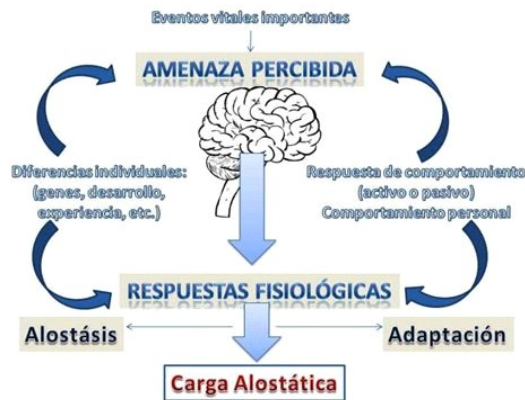 Eventos vitales importantes
AMENAZA PERCIBIDA
Diferencias individuales:
(genes, desarrollo,
experiencia, etc.)
Respuesta de comportamiento
(activo o pasivo)
Comportamiento personal
RESPUESTAS FISIOLÓGICAS
Alostásis
Adaptación
Carga Alostática